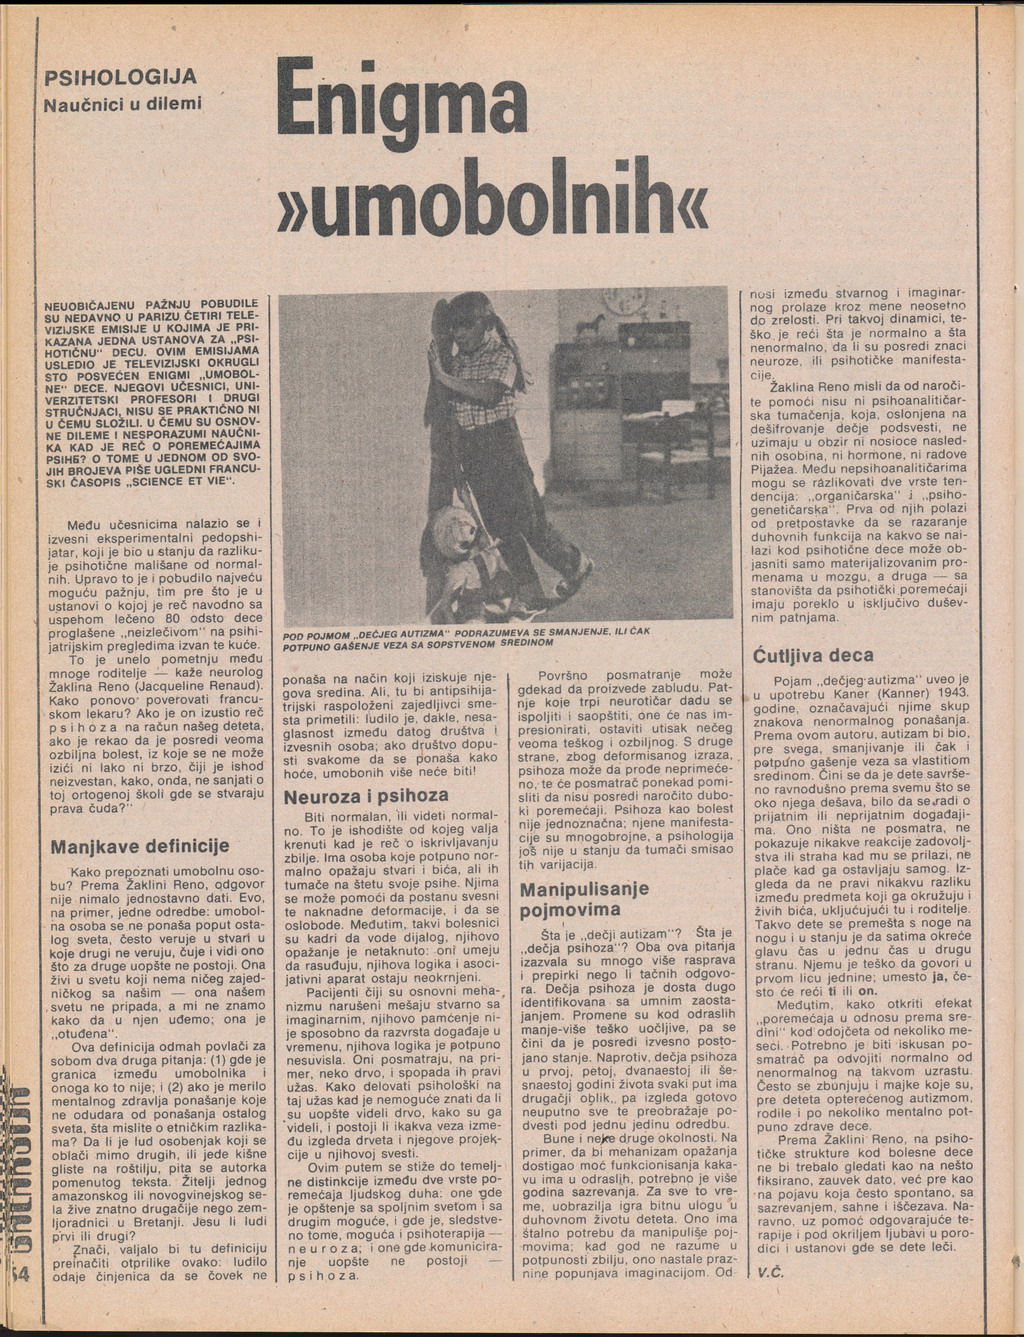 PSIHOLOGIJA
Naučnici u dilemi
Enigma
»umobolnih«
NEUOBIČAJENU PAŽNJU POBUDILE
SU NEDAVNO U PARIZU ČETIRI TELE-
VIZIJSKE EMISIJE U KOJIMA JE PRI-
KAZANA JEDNA USTANOVA ZA „PSI-
HOTIČNU" DECU. OVIM EMISIJAMA
USLEDIO JE TELEVIZIJSKI OKRUGLI
STO POSVEĆEN ENIGMI „UMOBOL-
NE" DECE. NJEGOVI UČESNICI, UNI-
VERZITETSKI PROFESORI I DRUGI
STRUČNJACI, NISU SE PRAKTIČNO NI
U ČEMU SLOŽILI. U ČEMU SU OSNOV-
NE DILEME I NESPORAZUMI NAUČNI-
KA KAD JE REČ O POREMEĆAJIMA
PSIHE? O TOME U JEDNOM OD SVO-
JIH BROJEVA PIŠE UGLEDNI FRANCU-
SKI ČASOPIS „SCIENCE ET VIE".
Među učesnicima nalazio se i
izvesni eksperimentalni pedopshi-
jatar, koji je bio u stanju da razliku-
je psihotične mališane od normal-
nih. Upravo to je i pobudilo najveću
moguću pažnju, tim pre što je u
ustanovi o kojoj je reč navodno sa
uspehom lečeno 80 odsto dece
proglašene „neizlečivom" na psihi-
jatrijskim pregledima izvan te kuće.
To je unelo pometnju među
mnoge roditelje — kaže neurolog
Žaklina Reno (Jacqueline Renaud).
Kako ponovo poverovati francu-
skom lekaru? Ako je on izustio reč
p s i h o z a na račun našeg deteta,
ako je rekao da je posredi veoma
ozbiljna bolest, iz koje se ne može
izići ni lako ni brzo, čiji je ishod
neizvestan, kako, onda, ne sanjati o
toj ortogenoj školi gde se stvaraju
prava čuda?"
Manjkave definicije
Kako prepoznati umobolnu oso-
bu? Prema Žaklini Reno, odgovor
nije nimalo jednostavno dati. Evo,
na primer, jedne odredbe: umobol-
na osoba se ne ponaša poput osta-
log sveta, često veruje u stvari u
koje drugi ne veruju, čuje i vidi ono
što za druge uopšte ne postoji. Ona
živi u svetu koji nema ničeg zajed-
ničkog sa našim — ona našem
svetu ne pripada, a mi ne znamo
kako da u njen uđemo; ona je
„otuđena".
Ova definicija odmah povlači za
sobom dva druga pitanja: (1) gde je
granica između umobolnika i
onoga ko to nije; i (2) ako je merilo
mentalnog zdravlja ponašanje koje
ne odudara od ponašanja ostalog
sveta, šta mislite o etničkim razlika-
ma? Da li je lud osobenjak koji se
oblači mimo drugih, ili jede kišne
gliste na roštilju, pita se autorka
pomenutog teksta. Žitelji jednog
amazonskog ili novogvinejskog se-
la žive znatno drugačije nego zem-
ljoradnici u Bretanji. Jesu li ludi
prvi ili drugi?
Znači, valjalo bi tu definiciju
preinačiti otprilike ovako: ludilo
odaje činjenica da se čovek ne
POD POJMOM „DEČJEG AUTIZMA" PODRAZUMEVA SE SMANJENJE, ILI ČAK
POTPUNO GAŠENJE VEZA SA SOPSTVENOM SREDINOM
ponaša na način koji iziskuje nje-
gova sredina. Ali, tu bi antipsihija-
trijski raspoloženi zajedljivci sme-
sta primetili: ludilo je, dakle, nesa-
glasnost između datog društva i
izvesnih osoba; ako društvo dopu-
sti svakome da se ponaša kako
hoće, umobonih više neće biti!
Neuroza i psihoza
Biti normalan, ili videti normal-
no. To je ishodište od kojeg valja
krenuti kad je reč o iskrivljavanju
zbilje. Ima osoba koje potpuno nor-
malno opažaju stvari i bića, ali ih
tumače na štetu svoje psihe. Njima
se može pomoći da postanu svesni
te naknadne deformacije, i da se
oslobode. Međutim, takvi bolesnici
su kadri da vode dijalog, njihovo
opažanje je netaknuto: oni umeju
da rasuđuju, njihova logika i asoci-
jativni aparat ostaju neokrnjeni.
Pacijenti čiji su osnovni meha-
nizmu narušeni mešaju stvarno sa
imaginarnim, njihovo pamćenje ni-
je sposobno da razvrsta događaje u
vremenu, njihova logika je potpuno
nesuvisla. Oni posmatraju, na pri-
mer, neko drvo, i spopada ih pravi
užas. Kako delovati psihološki na
taj užas kad je nemoguće znati da li
su uopšte videli drvo, kako su ga
videli, i postoji li ikakva veza izme-
đu izgleda drveta i njegove projek-
cije u njihovoj svesti.
Ovim putem se stiže do temelj-
ne distinkcije između dve vrste po-
remećaja ljudskog duha: one gde
je opštenje sa spoljnim svetom i sa
drugim moguće, i gde je, sledstve-
no tome, moguća i psihoterapija —
n e u r o z a; i one gde komunicira-
nje uopšte ne postoji —
p s i h o z a.
Površno posmatranje može
gdekad da proizvede zabludu. Pat-
nje koje trpi neurotičar dadu se
ispoljiti i saopštiti, one će nas im-
presionirati, ostaviti utisak nečeg
veoma teškog i ozbiljnog. S druge
strane, zbog deformisanog izraza,
psihoza može da prođe neprimeće-
no, te će posmatrač ponekad pomi-
sliti da nisu posredi naročito dubo-
ki poremećaji. Psihoza kao bolest
nije jednoznačna; njene manifesta-
cije su mnogobrojne, a psihologija
još nije u stanju da tumači smisao
tih varijacija.
Manipulisanje
pojmovima
Šta je „dečji autizam"? Šta je
„dečja psihoza"? Oba ova pitanja
izazvala su mnogo više rasprava
i prepirki nego li tačnih odgovo-
ra. Dečja psihoza je dosta dugo
identifikovana sa umnim zaosta-
janjem. Promene su kod odraslih
manje-više teško uočljive, pa se
čini da je posredi izvesno posto-
jano stanje. Naprotiv, dečja psihoza
u prvoj, petoj, dvanaestoj ili še-
snaestoj godini života svaki put ima
drugačji oblik, pa izgleda gotovo
neuputno sve te preobražaje po-
dvesti pod jednu jedinu odredbu.
Bune i neke druge okolnosti. Na
primer, da bi mehanizam opažanja
dostigao moć funkcionisanja kaka-
vu ima u odraslih, potrebno je više
godina sazrevanja. Za sve to vre-
me, uobrazilja igra bitnu ulogu u
duhovnom životu deteta. Ono ima
štalno potrebu da manipuliše poj-
movima; kad god ne razume u
potpunosti zbilju, ono nastale praz-
nine popunjava imaginacijom. Od-
nosi između stvarnog i imaginar-
nog prolaze kroz mene neosetno
do zrelosti. Pri takvoj dinamici, te-
ško je reći šta je normalno a šta
nenormalno, da li su posredi znaci
neuroze, ili psihotičke manifesta-
cije.
Žaklina Reno misli da od naroči-
te pomoći nisu ni psihoanalitičar-
ska tumačenja, koja, oslonjena na
dešifrovanje dečje podsvesti, ne
uzimaju u obzir ni nosioce nasled-
nih osobina, ni hormone, ni radove
Pijažea. Među nepsihoanalitičarima
mogu se razlikovati dve vrste ten-
dencija: „organičarska" i „psiho-
genetičarska". Prva od njih polazi
od pretpostavke da se razaranje
duhovnih funkcija na kakvo se nai-
lazi kod psihotične dece može ob-
jasniti samo materijalizovanim pro-
menama u mozgu, a druga — sa
stanovišta da psihotički poremećaji
imaju poreklo u isključivo dušev-
nim patnjama.
Ćutljiva deca
Pojam „dečjeg autizma" uveo je
u upotrebu Kaner (Kanner) 1943.
godine, označavajući njime skup
znakova nenormalnog ponašanja.
Prema ovom autoru, autizam bi bio,
pre svega, smanjivanje ili čak i
potpuno gašenje veza sa vlastitiom
sredinom. Čini se da je dete savrše-
no ravnodušno prema svemu što se
oko njega dešava, bilo da se radi o
prijatnim ili neprijatnim događaji-
ma. Ono ništa ne posmatra, ne
pokazuje nikakve reakcije zadovolj-
stva ili straha kad mu se prilazi, ne
plače kad ga ostavljaju samog. Iz-
gleda da ne pravi nikakvu razliku
između predmeta koji ga okružuju i
živih bića, uključujući tu i roditelje.
Takvo dete se premešta s noge na
nogu i u stanju je da satima okreće
glavu čas u jednu čas u drugu
stranu. Njemu je teško da govori u
prvom licu jednine; umesto ja, če-
sto će reći ti ili on.
Međutim, kako otkriti efekat
„poremećaja u odnosu prema sre-
dini" kod odojčeta od nekoliko me-
seci. Potrebno je biti iskusan po-
smatrač pa odvojiti normalno od
nenormalnog na takvom uzrastu.
Često se zbunjuju i majke koje su,
pre deteta opterećenog autizmom,
rodile i po nekoliko mentalno pot-
puno zdrave dece.
Prema Žaklini Reno, na psiho-
tičke strukture kod bolesne dece
ne bi trebalo gledati kao na nešto
fiksirano, zauvek dato, već pre kao
na pojavu koja često spontano, sa
sazrevanjem, sahne i iščezava. Na-
ravno, uz pomoć odgovarajuće te-
rapije i pod okriljem ljubavi u poro-
dici i ustanovi gde se dete leči.
V.Č.
54